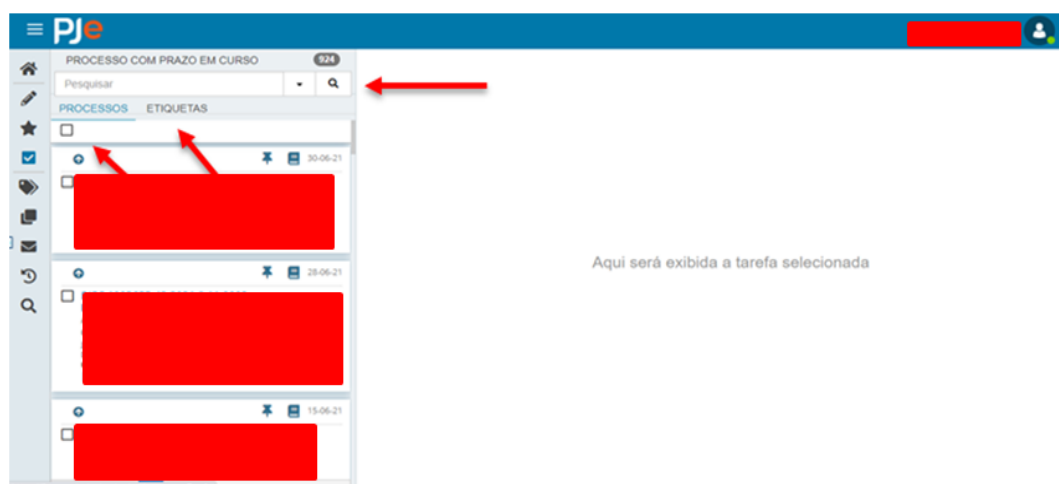 PJe
PROCESSO COM PRAZO EM CURSO 924
Pesquisar
PROCESSOS ETIQUETAS
30-06-21
28-06-21
Aqui será exibida a tarefa selecionada
15-06-21